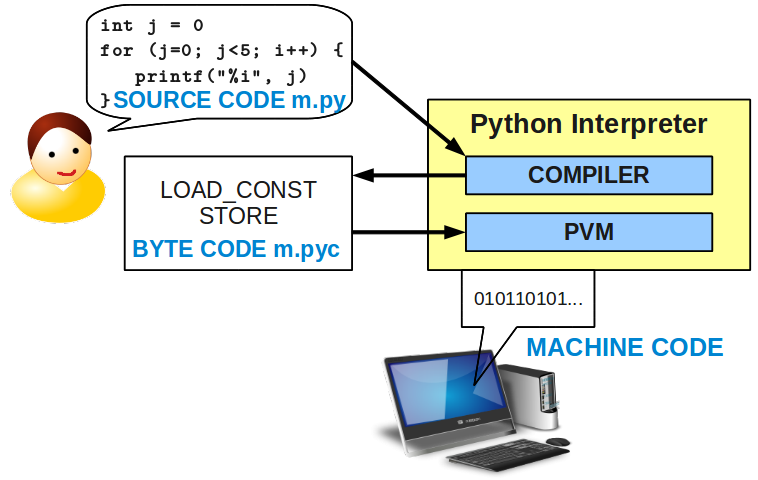 int j = 0
for (j=0; j<5; i++) {
printf("%i", j)
}SOURCE CODE m.py
Python Interpreter
COMPILER
LOAD_CONST
STORE
BYTE CODE m.pyc
PVM
010110101...
MACHINE CODE